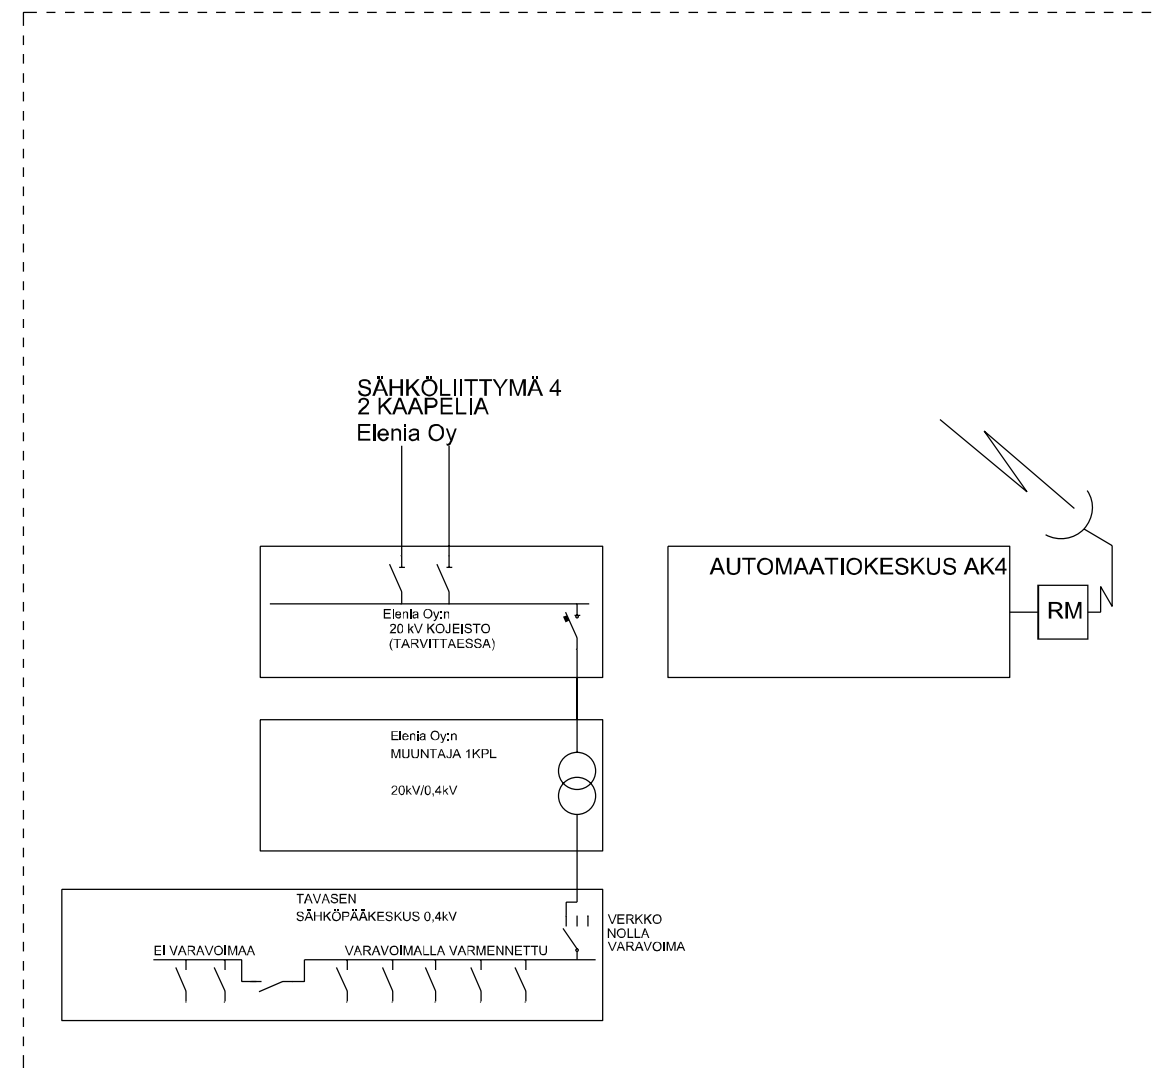 SÄHKÖLIITTYMÄ 4
2 KAAPELIA
Elenia Oy
AUTOMAATIOKESKUS AK4
RM
Elenia Oy:n
20 kV KOJEISTO
(TARVITTAESSA)
Elenia Oy:n
MUUNTAJA 1KPL
20kV/0,4kV
TAVASEN
SÄHKÖPÄÄKESKUS 0,4kV
VERKKO
NOLLA
VARAVOIMA
EI VARAVOIMAA
VARAVOIMALLA VARMENNETTU